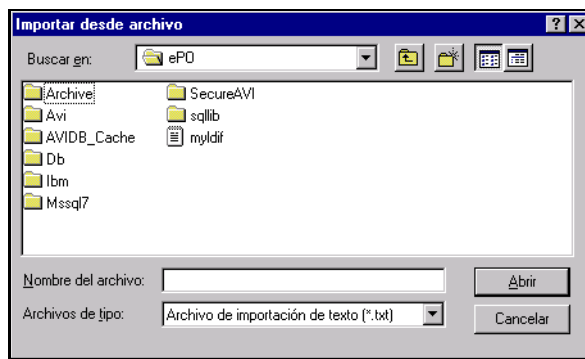 Importar desde archivo
Buscar en: ePO
Archive SecureAVI
Avi sqllib
AVIDB_Cache myldif
Db
Ibm
Mssql7
Nombre del archivo: Abrir
Archivos de tipo: Archivo de importación de texto (*.txt) Cancelar